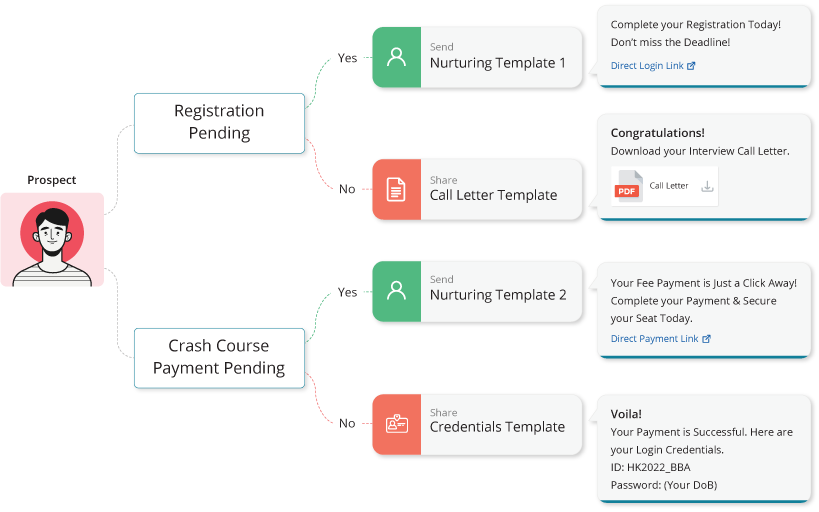 Prospect
Registration
Pending
Yes
Send
Nurturing Template 1
Complete your Registration Today!
Don’t miss the Deadline!
Direct Login Link
No
Share
Call Letter Template
Congratulations!
Download your Interview Call Letter.
PDF
Call Letter
Crash Course
Payment Pending
Yes
Send
Nurturing Template 2
Your Fee Payment is Just a Click Away!
Complete your Payment & Secure
your Seat Today.
Direct Payment Link
No
Share
Credentials Template
Voila!
Your Payment is Successful. Here are
your Login Credentials.
ID: HK2022_BBA
Password: (Your DoB)